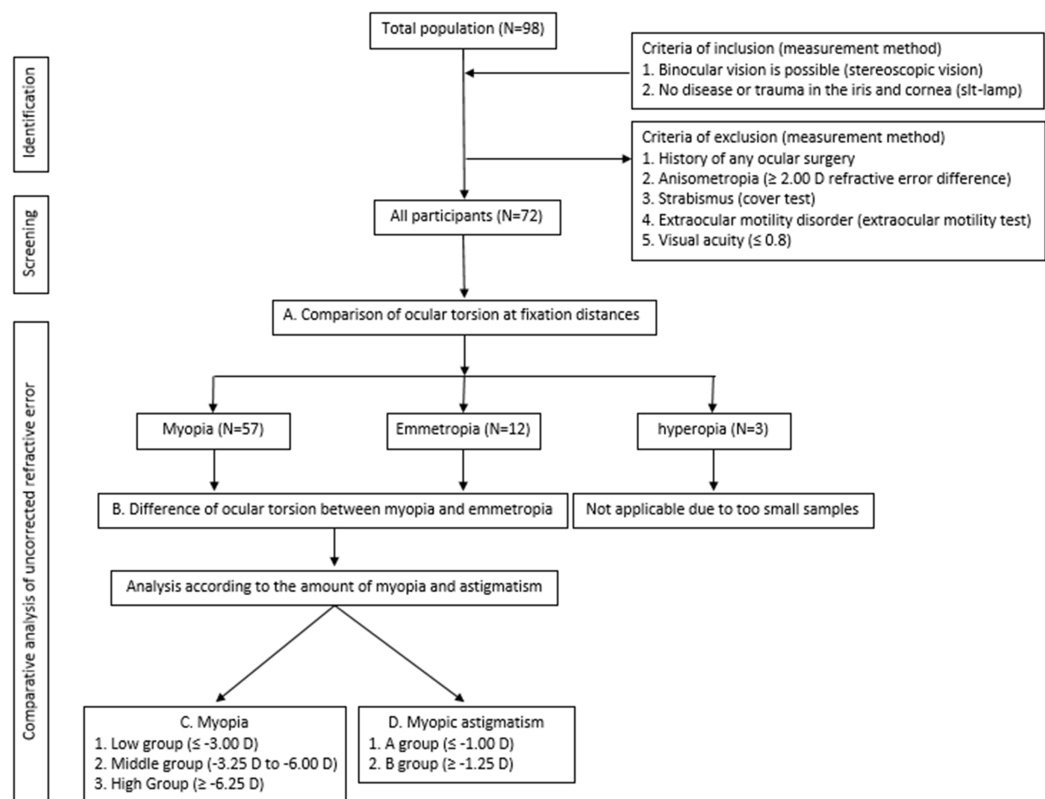 Total population (N=98)
Identification
Criteria of inclusion (measurement method)
1. Binocular vision is possible (stereoscopic vision)
2. No disease or trauma in the iris and cornea (slt-lamp)
Criteria of exclusion (measurement method)
1. History of any ocular surgery
2. Anisometropia (≥ 2.00 D refractive error difference)
3. Strabismus (cover test)
4. Extraocular motility disorder (extraocular motility test)
5. Visual acuity (≤ 0.8)
Screening
All participants (N=72)
Comparative analysis of uncorrected refractive error
A. Comparison of ocular torsion at fixation distances
Myopia (N=57)
Emmetropia (N=12)
hyperopia (N=3)
B. Difference of ocular torsion between myopia and emmetropia
Not applicable due to too small samples
Analysis according to the amount of myopia and astigmatism
C. Myopia
1. Low group (≤ -3.00 D)
2. Middle group (-3.25 D to -6.00 D)
3. High Group (≥ -6.25 D)
D. Myopic astigmatism
1. A group (≤ -1.00 D)
2. B group (≥ -1.25 D)